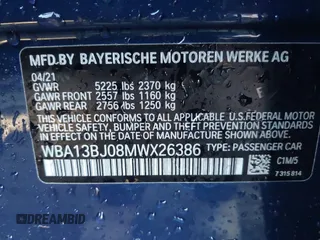 MFD.BY BAYERISCHE MOTOREN WERKE AG
04/21
GVWR 5225 lbs 2370 kg
GAWR FRONT 2557 lbs 1160 kg
GAWR REAR 2756 lbs 1250 kg
THIS VEHICLE CONFORMS TO ALL APPLICABLE U.S. FEDERAL MOTOR VEHICLE SAFETY, BUMPER, AND THEFT PREVENTION STANDARDS IN EFFECT ON THE DATE OF MANUFACTURE SHOWN ABOVE.
WBA13BJ08MWX26386 TYPE: PASSENGER CAR
C1M/5
7315814
DREAMBID